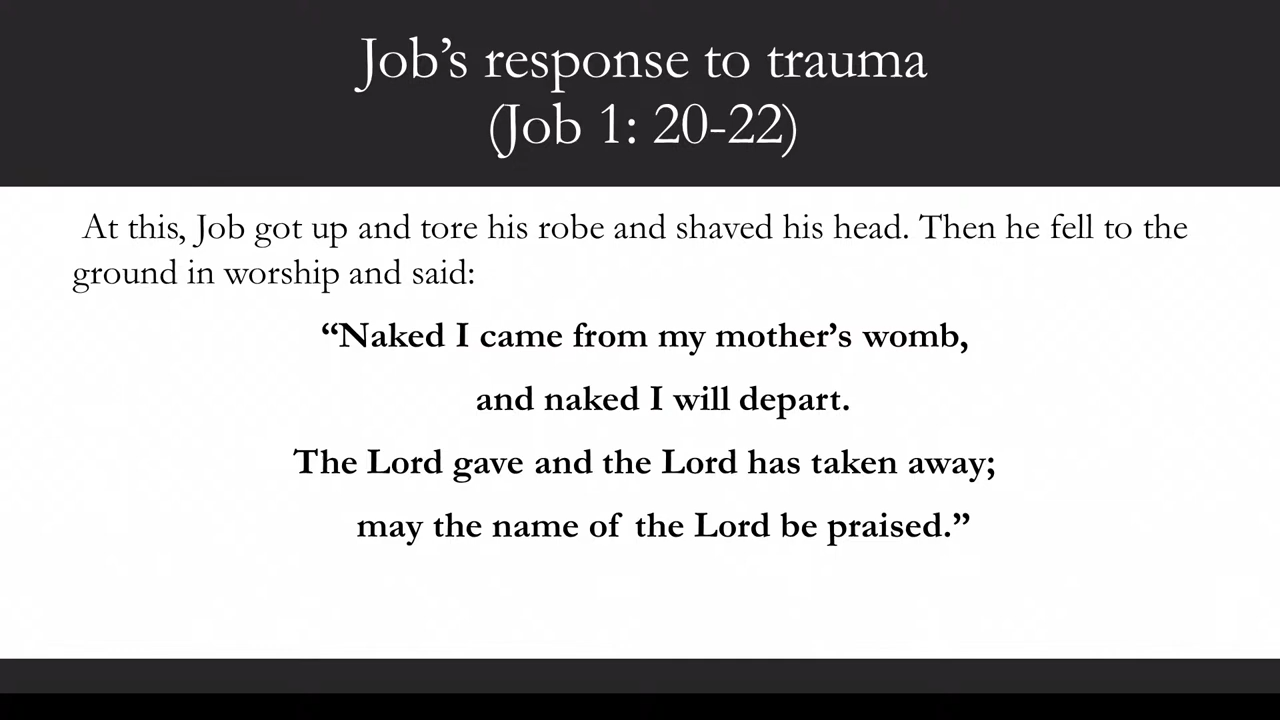 Job’s response to trauma
(Job 1: 20-22)
At this, Job got up and tore his robe and shaved his head. Then he fell to the
ground in worship and said:
“Naked I came from my mother’s womb,
and naked I will depart.
The Lord gave and the Lord has taken away;
may the name of the Lord be praised.”